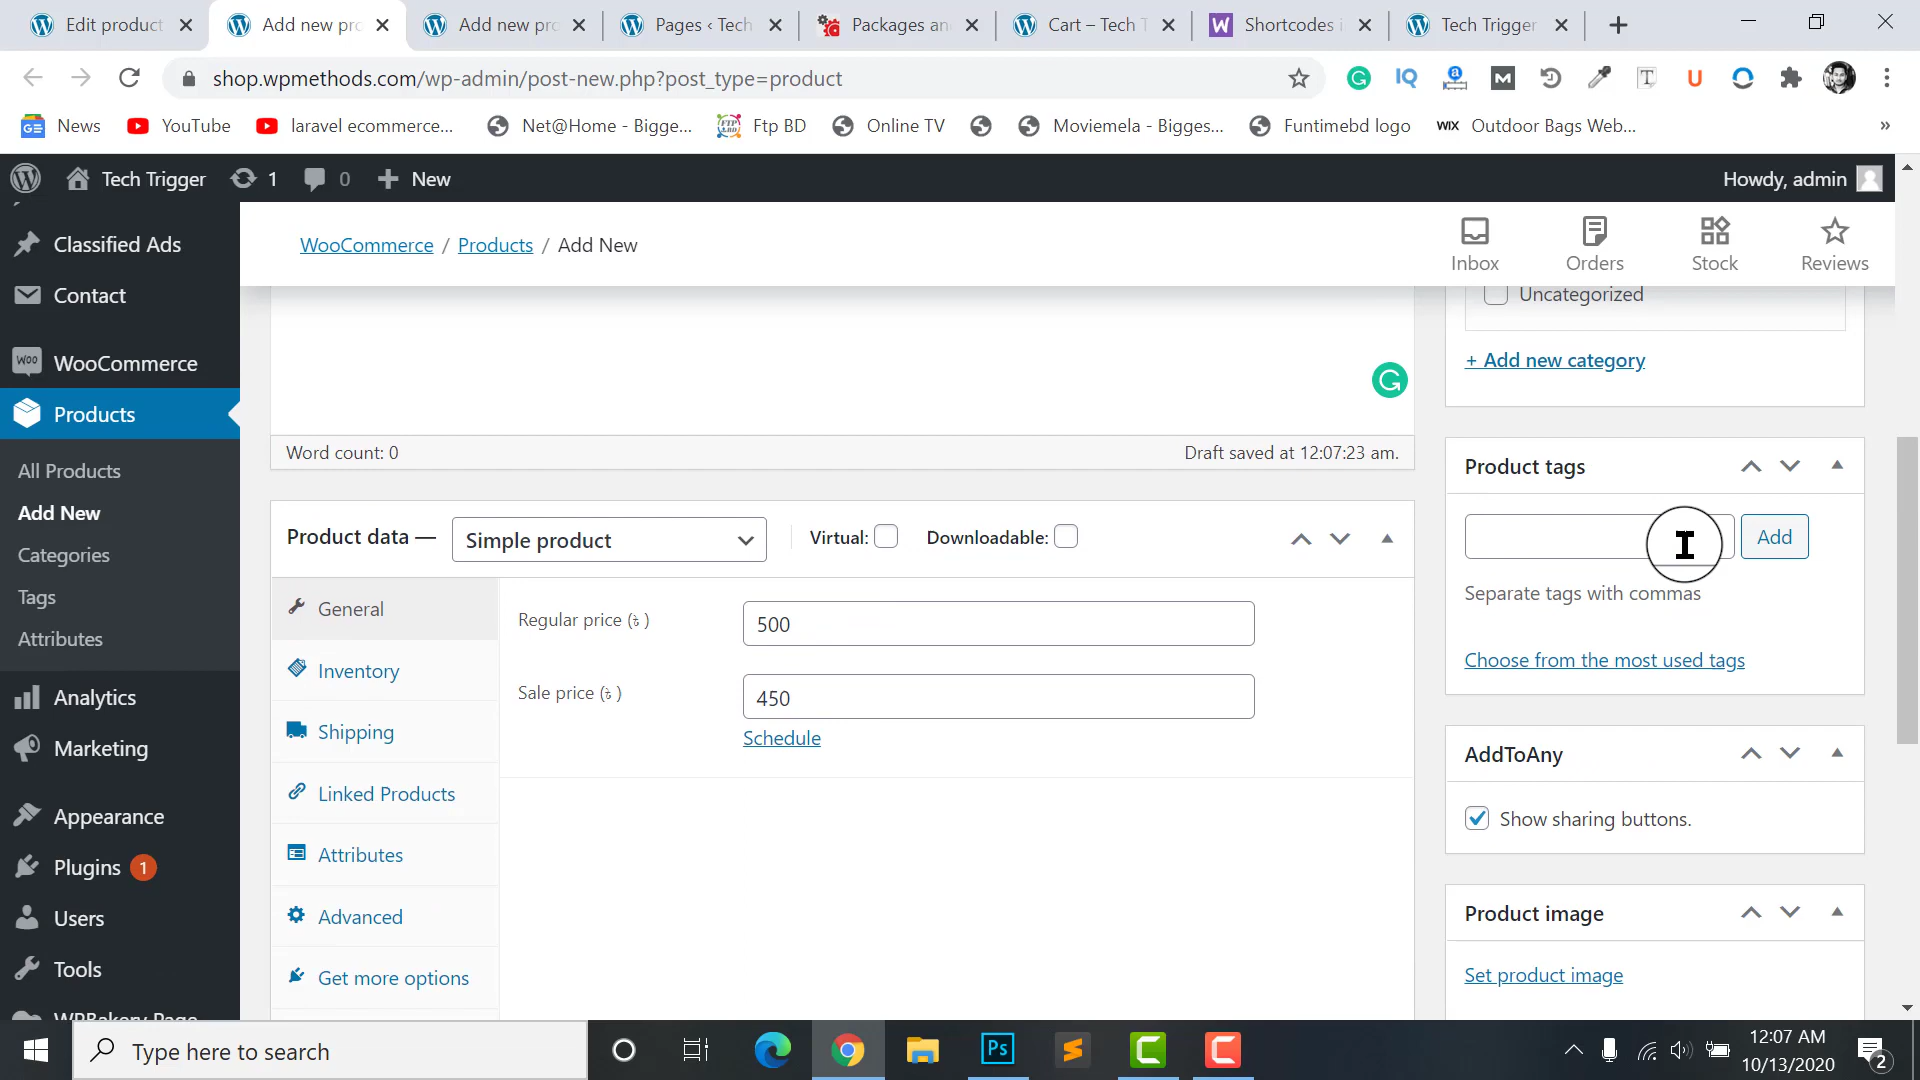 Edit product
Add new pro
Add new pro
Pages ‹ Tech
Packages an
Cart – Tech T
Shortcodes i
Tech Trigger
shop.wpmethods.com/wp-admin/post-new.php?post_type=product
News
YouTube
laravel ecommerce...
Net@Home - Bigge...
Ftp BD
Online TV
Moviemela - Bigges...
Funtimebd logo
WIX Outdoor Bags Web...
Tech Trigger
1
0
New
Howdy, admin
Classified Ads
Contact
WooCommerce
Products
All Products
Add New
Categories
Tags
Attributes
Analytics
Marketing
Appearance
Plugins 1
Users
Tools
WPBakery Page
WooCommerce / Products / Add New
Inbox
Orders
Stock
Reviews
Word count: 0
Draft saved at 12:07:23 am.
Product data —
Simple product
Virtual:
Downloadable:
General
Inventory
Shipping
Linked Products
Attributes
Advanced
Get more options
Regular price (৳ )
500
Sale price (৳ )
450
Schedule
Uncategorized
+ Add new category
Product tags
Add
Separate tags with commas
Choose from the most used tags
AddToAny
Show sharing buttons.
Product image
Set product image
Type here to search
Ps
12:07 AM
10/13/2020
2